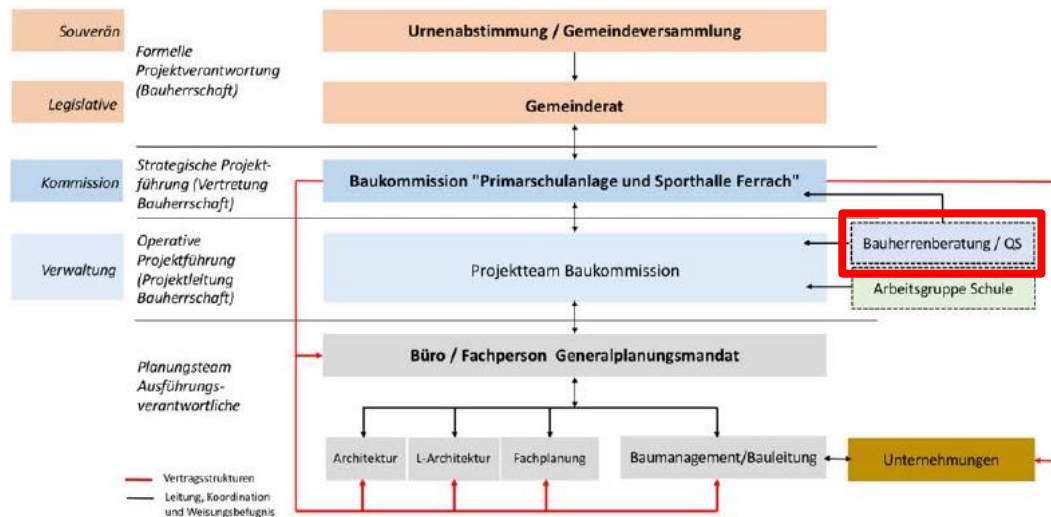 Souverän
Formelle
Projektverantwortung
(Bauherrschaft)
Urnenabstimmung / Gemeindeversammlung
Legislative
Gemeinderat
Kommission
Strategische Projekt-
führung (Vertretung
Bauherrschaft)
Baukommission "Primarschulanlage und Sporthalle Ferrach"
Verwaltung
Operative
Projektführung
(Projektleitung
Bauherrschaft)
Projektteam Baukommission
Bauherrenberatung / QS
Arbeitsgruppe Schule
Planungsteam
Ausführungs-
verantwortliche
Büro / Fachperson Generalplanungsmandat
Architektur
L-Architektur
Fachplanung
Baumanagement/Bauleitung
Unternehmungen
Vertragsstrukturen
Leitung, Koordination
und Weisungsbefugnis